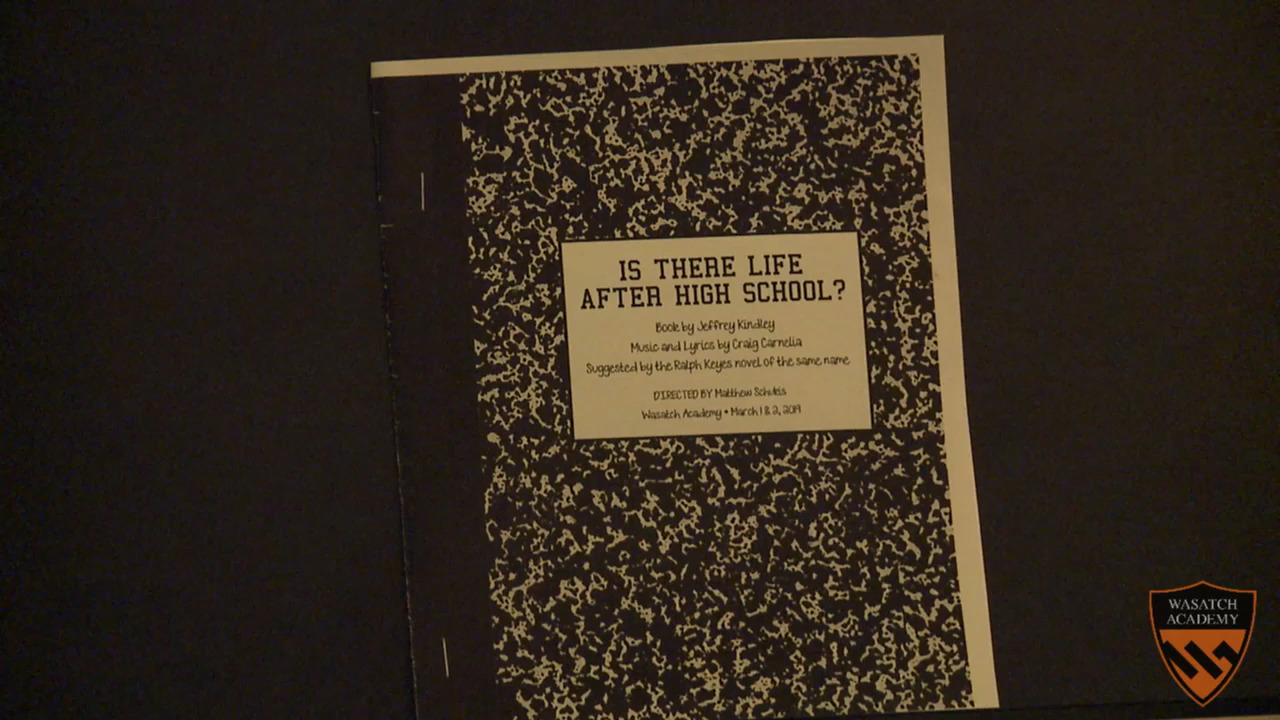 IS THERE LIFE
AFTER HIGH SCHOOL?
Book by Jeffrey Kindley
Music and Lyrics by Craig Carnelia
Suggested by the Ralph Keyes novel of the same name
DIRECTED BY Matthew
Wasatch Academy • March 1 & 2, 2019
WASATCH
ACADEMY